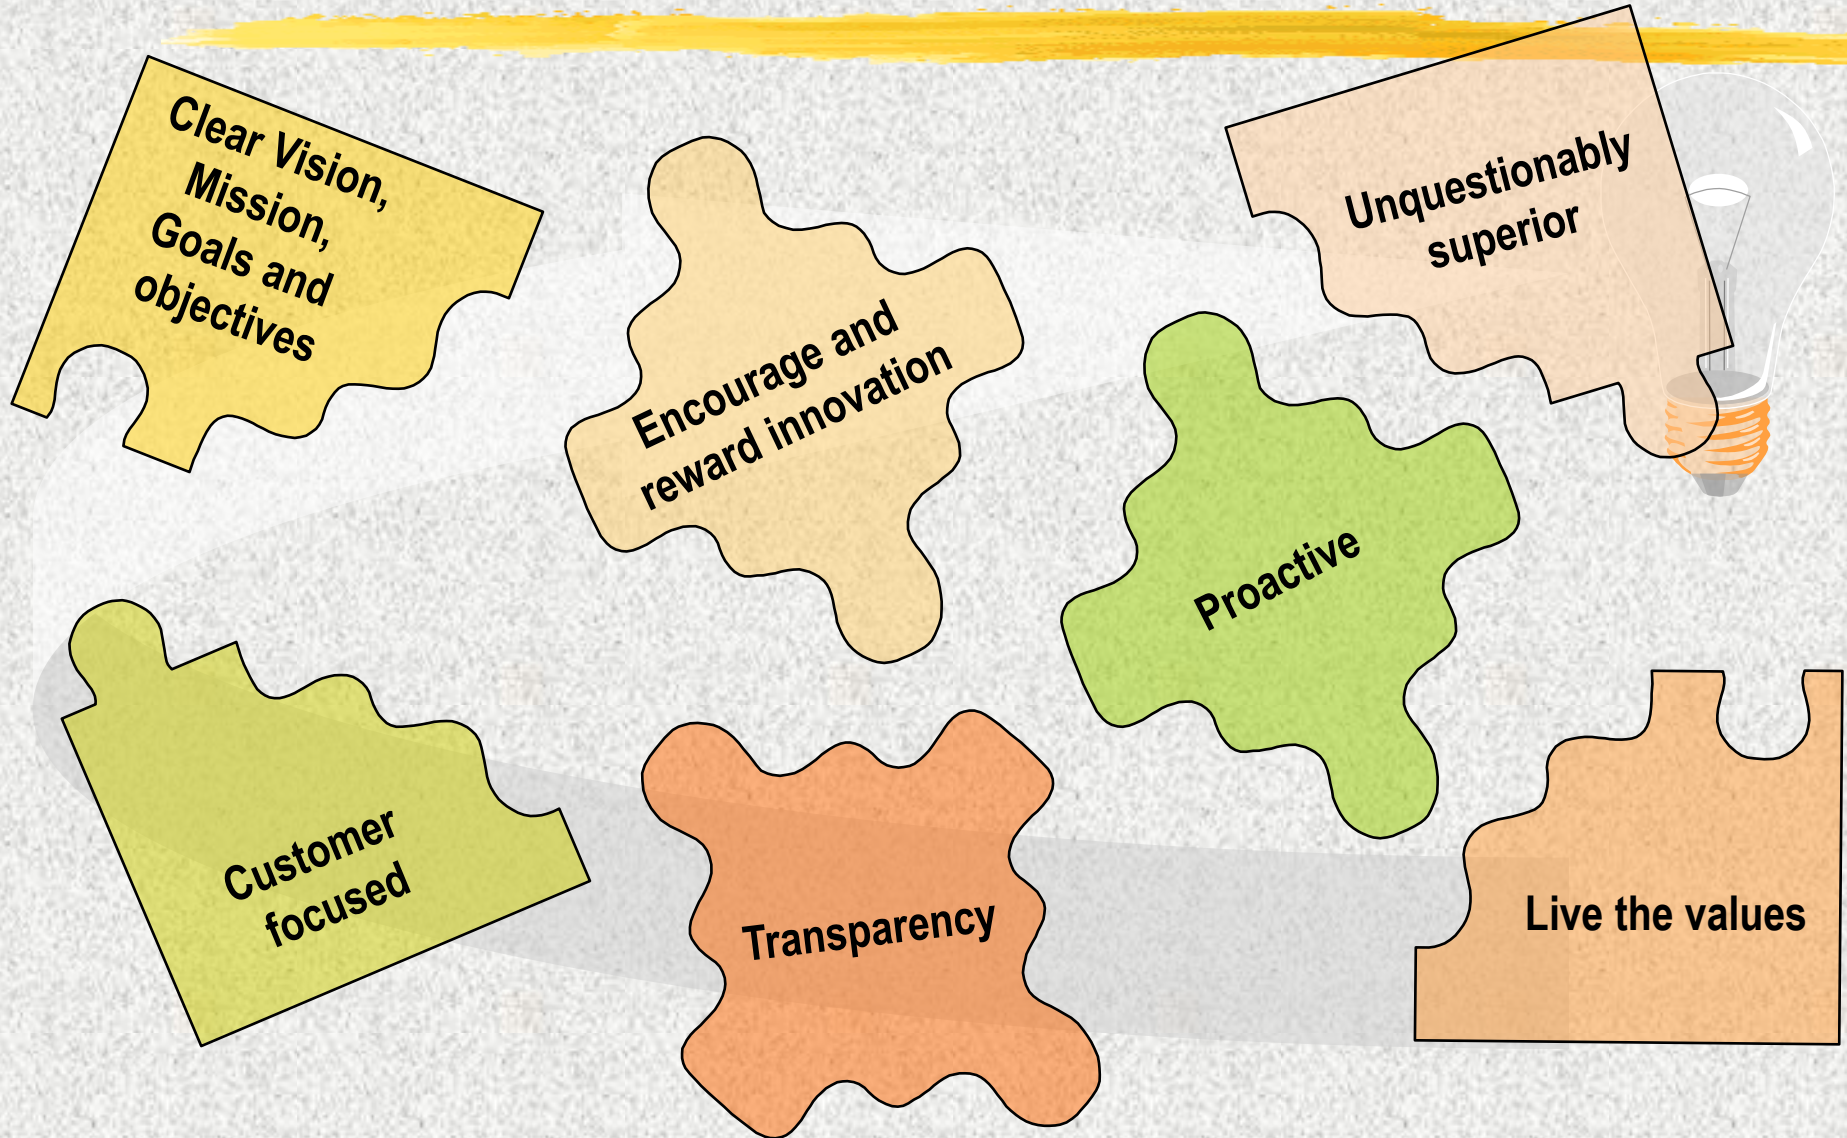 Clear Vision,
Mission,
Goals and
objectives
Encourage and
reward innovation
Unquestionably
superior
Proactive
Customer
focused
Transparency
Live the values